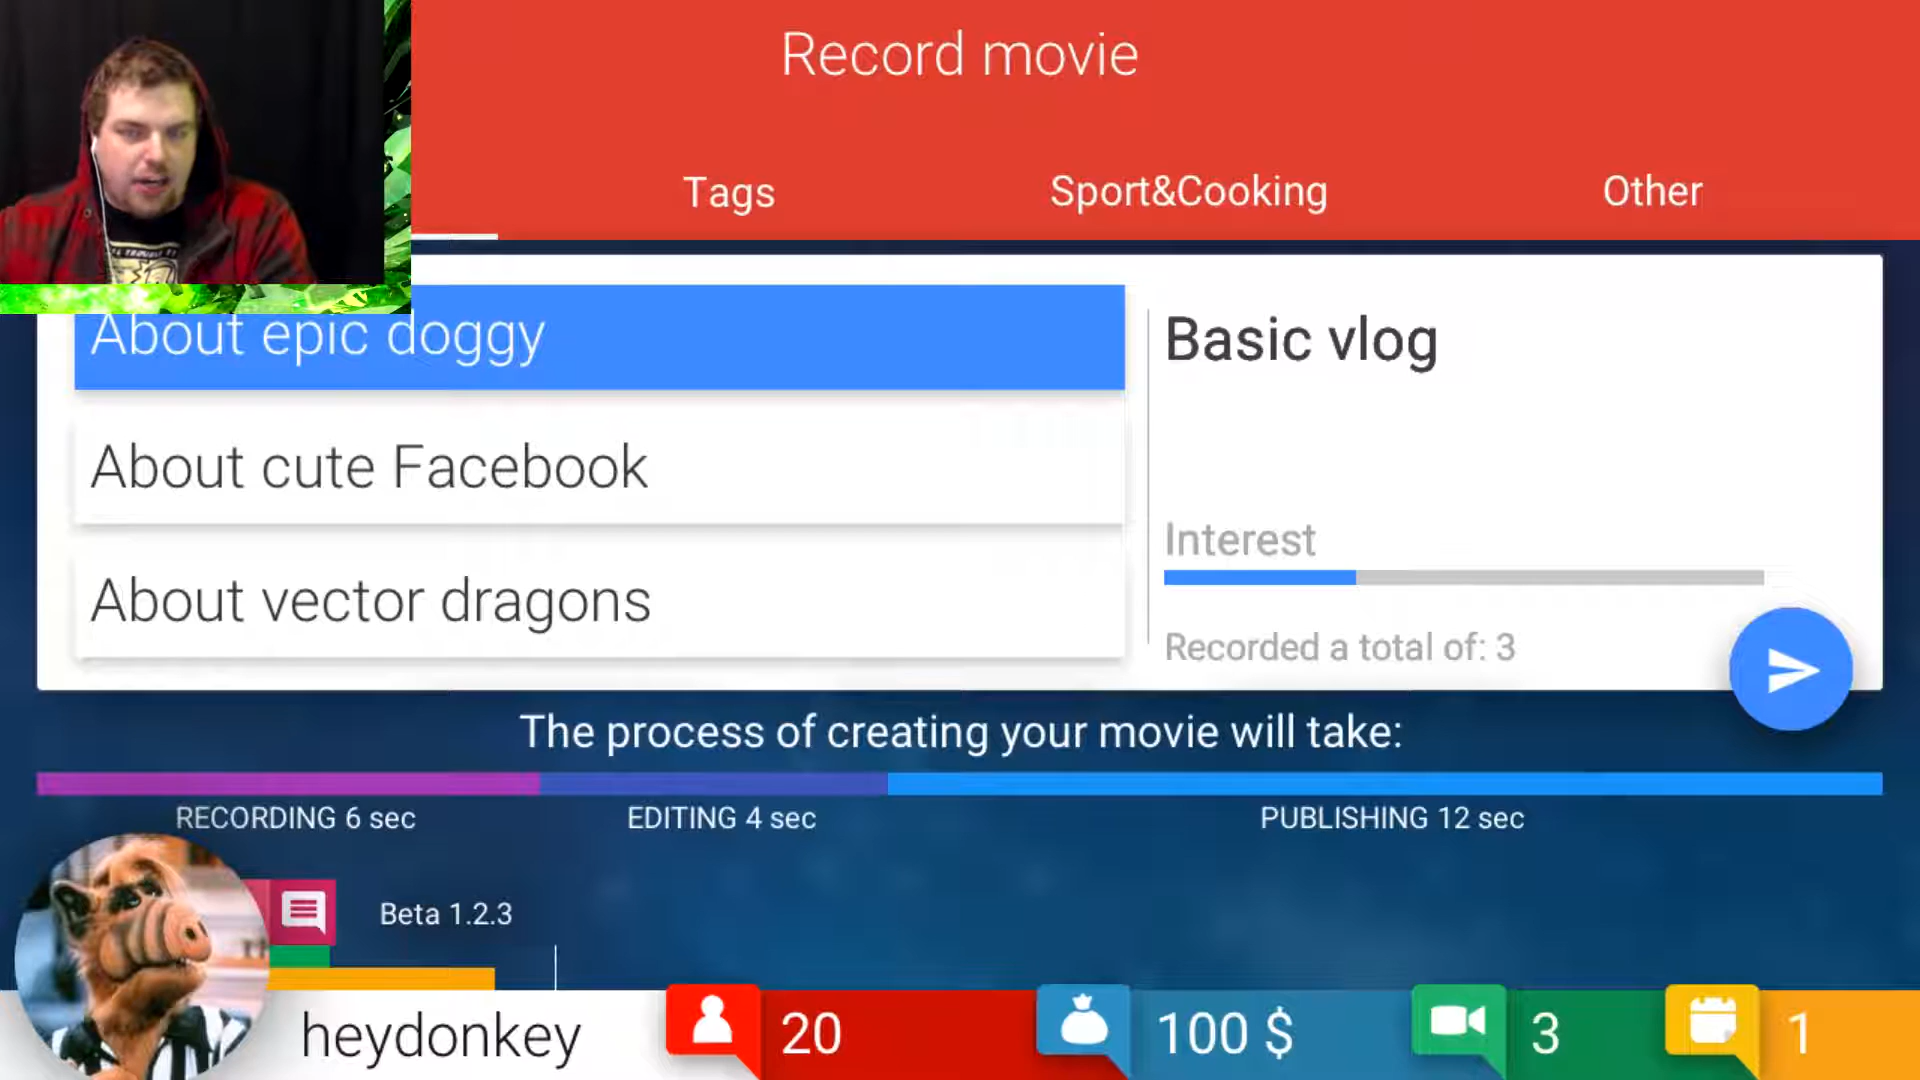 Record movie
Tags
Sport&Cooking
Other
About epic doggy
Basic vlog
About cute Facebook
Interest
About vector dragons
Recorded a total of: 3
The process of creating your movie will take:
RECORDING 6 sec
EDITING 4 sec
PUBLISHING 12 sec
Beta 1.2.3
heydonkey
20
100 $
3
1